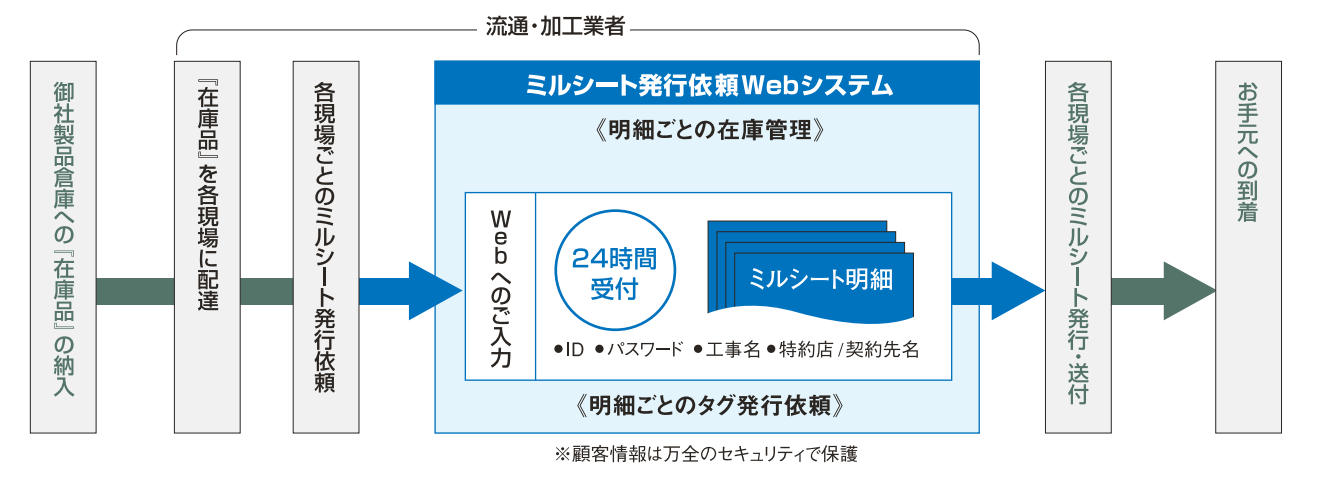 流通・加工業者
御社製品倉庫への『在庫品』の納入
『在庫品』を各現場に配達
各現場ごとのミルシート発行依頼
ミルシート発行依頼Webシステム
《明細ごとの在庫管理》
Webへのご入力
24時間
受付
ミルシート明細
●ID ●パスワード ●工事名 ●特約店/契約先名
《明細ごとのタグ発行依頼》
※顧客情報は万全のセキュリティで保護
各現場ごとのミルシート発行・送付
お手元への到着